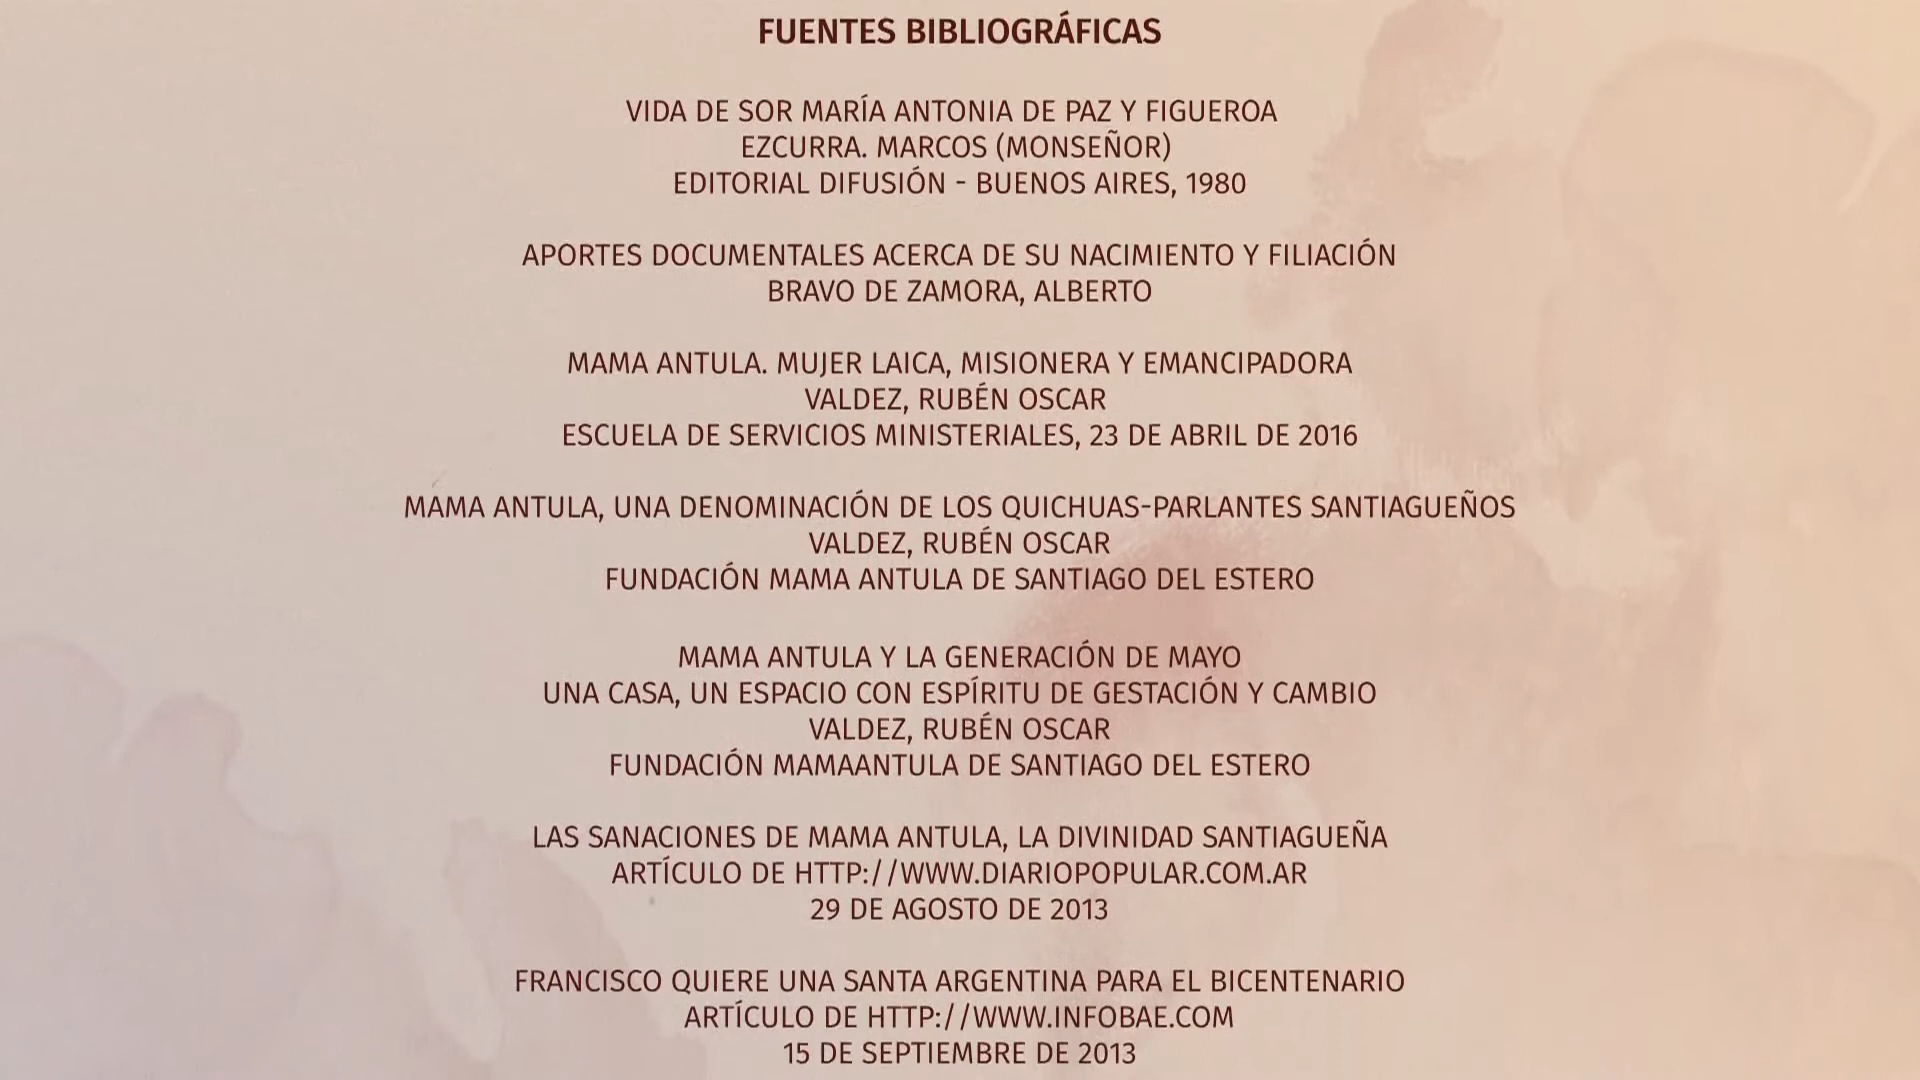 FUENTES BIBLIOGRÁFICAS
VIDA DE SOR MARÍA ANTONIA DE PAZ Y FIGUEROA
EZCURRA. MARCOS (MONSEÑOR)
EDITORIAL DIFUSIÓN - BUENOS AIRES, 1980
APORTES DOCUMENTALES ACERCA DE SU NACIMIENTO Y FILIACIÓN
BRAVO DE ZAMORA, ALBERTO
MAMA ANTULA. MUJER LAICA, MISIONERA Y EMANCIPADORA
VALDEZ, RUBÉN OSCAR
ESCUELA DE SERVICIOS MINISTERIALES, 23 DE ABRIL DE 2016
MAMA ANTULA, UNA DENOMINACIÓN DE LOS QUICHUAS-PARLANTES SANTIAGUEÑOS
VALDEZ, RUBÉN OSCAR
FUNDACIÓN MAMA ANTULA DE SANTIAGO DEL ESTERO
MAMA ANTULA Y LA GENERACIÓN DE MAYO
UNA CASA, UN ESPACIO CON ESPÍRITU DE GESTACIÓN Y CAMBIO
VALDEZ, RUBÉN OSCAR
FUNDACIÓN MAMAANTULA DE SANTIAGO DEL ESTERO
LAS SANACIONES DE MAMA ANTULA, LA DIVINIDAD SANTIAGUEÑA
ARTÍCULO DE HTTP://WWW.DIARIOPOPULAR.COM.AR
29 DE AGOSTO DE 2013
FRANCISCO QUIERE UNA SANTA ARGENTINA PARA EL BICENTENARIO
ARTÍCULO DE HTTP://WWW.INFOBAE.COM
15 DE SEPTIEMBRE DE 2013